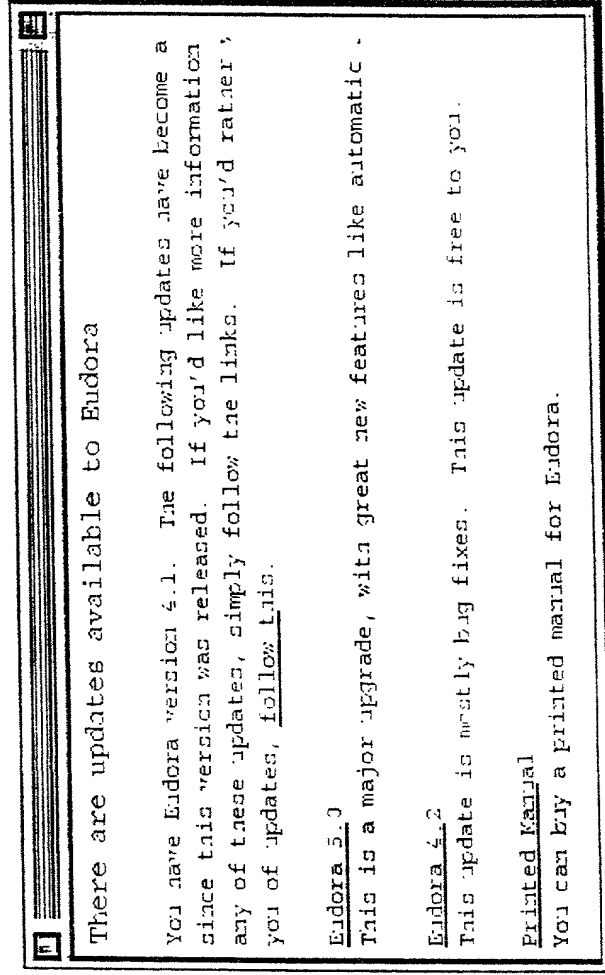 There are updates available to Eudora
You have Eudora version 4.1. The following updates have become a
since this version was released. If you'd like more information
any of these updates, simply follow the links. If you'd rather
you of updates, follow this.
Eudora 5.0
This is a major upgrade, with great new features like automatic.
Eudora 4.2
This update is mostly bug fixes. This update is free to you.
Printed Manual
You can buy a printed manual for Eudora.